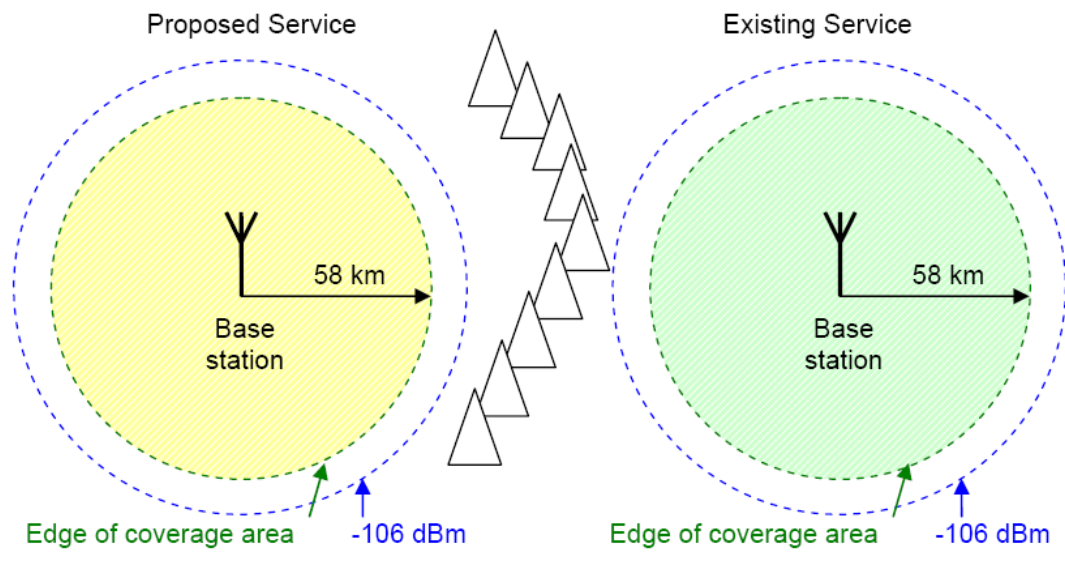 Proposed Service
Existing Service
58 km
58 km
Base
station
Base
station
Edge of coverage area
-106 dBm
Edge of coverage area
-106 dBm